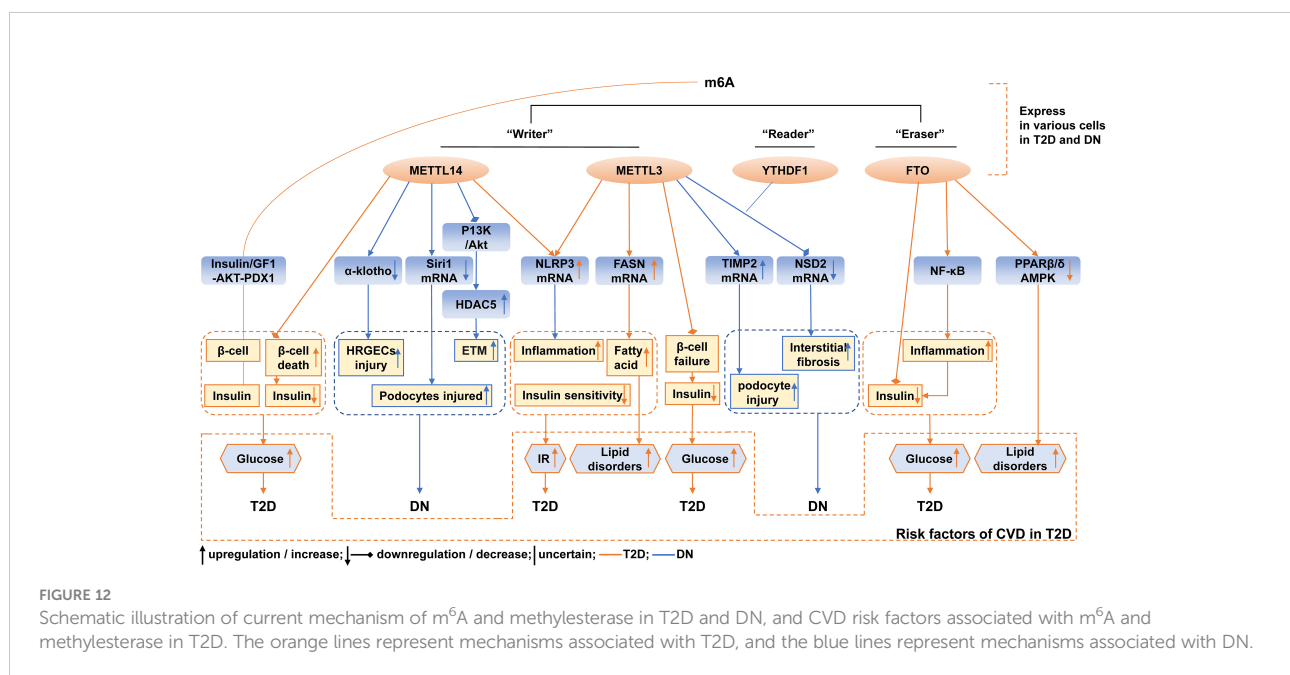 m6A
Express
in various cells
in T2D and DN
“Writer”
“Reader”
“Eraser”
METTL14
METTL3
YTHDF1
FTO
P13K
/Akt
Insulin/GF1
-AKT-PDX1
α-klotho
Siri1
mRNA
NLRP3
mRNA
FASN
mRNA
TIMP2
mRNA
NSD2
mRNA
NF-κB
PPARβ/δ
AMPK
HDAC5
β-cell
β-cell
death
HRGECs
injury
ETM
Inflammation
Fatty
acid
β-cell
failure
Interstitial
fibrosis
Inflammation
Insulin
Insulin
Podocytes injured
Insulin sensitivity
Insulin
podocyte
injury
Insulin
Glucose
IR
Lipid
disorders
Glucose
Glucose
Lipid
disorders
T2D
DN
T2D
T2D
DN
T2D
Risk factors of CVD in T2D
upregulation / increase; downregulation / decrease; uncertain; T2D; DN
FIGURE 12
Schematic illustration of current mechanism of m⁶A and methylesterase in T2D and DN, and CVD risk factors associated with m⁶A and
methylesterase in T2D. The orange lines represent mechanisms associated with T2D, and the blue lines represent mechanisms associated with DN.